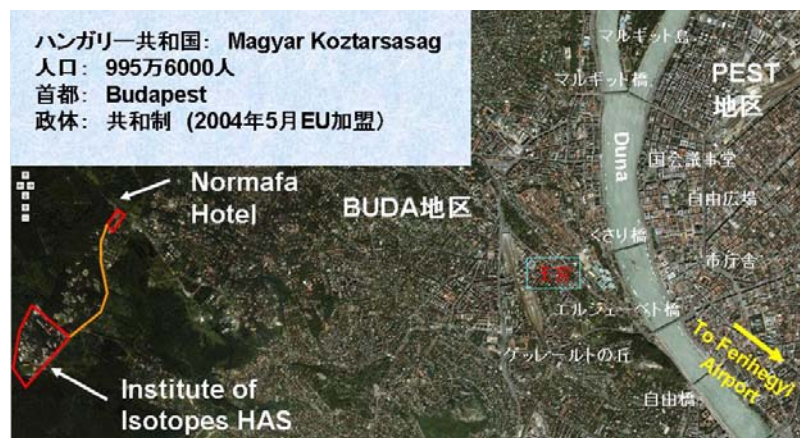 ハンガリー共和国： Magyar Koztarsasag
人口： 995万6000人
首都： Budapest
政体： 共和制 (2004年5月EU加盟)
マルギット島
マルギット橋
PEST
地区
Duna
国会議事堂
Normafa
Hotel
BUDA地区
自由広場
くさり橋
市庁舎
王宮
エルジェーベト橋
To Ferihegyi
Airport
ゲッレールトの丘
Institute of
Isotopes HAS
自由橋